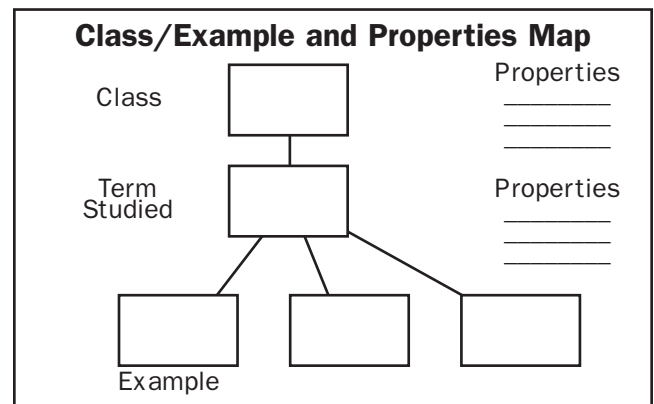 Class/Example and Properties Map
Properties
Class
Term
Studied
Properties
Example